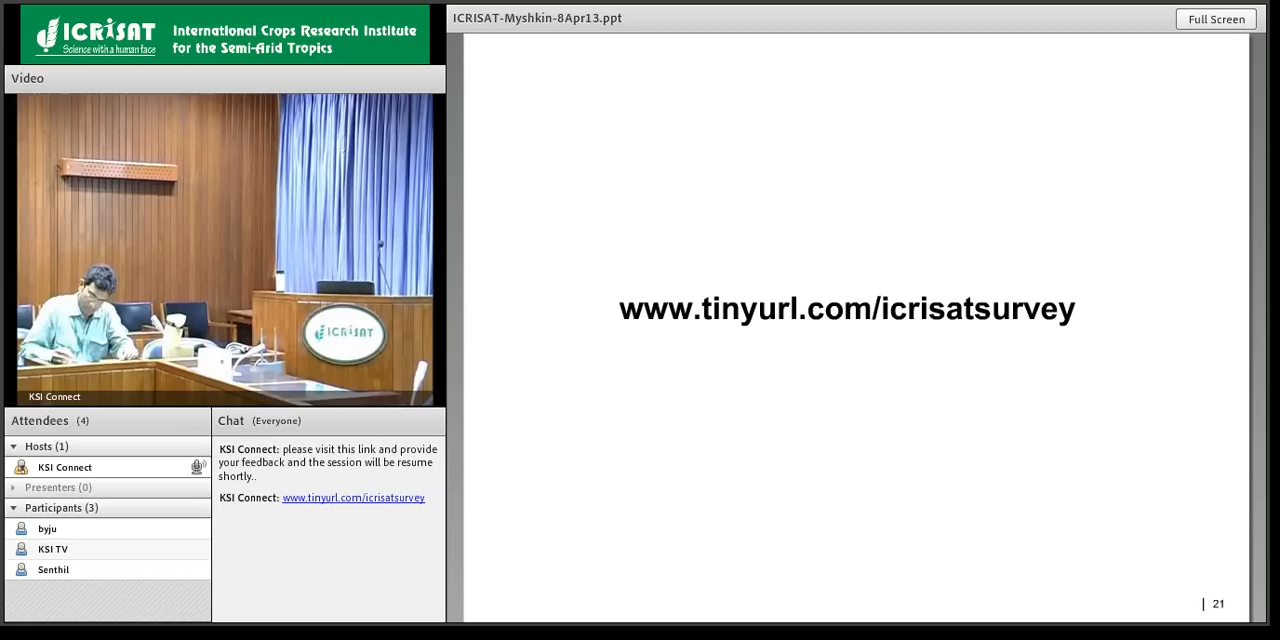 ICRISAT
Science with a human face
International Crops Research Institute
for the Semi-Arid Tropics
Video
ICRISAT
KSI Connect
Attendees (4)
Hosts (1)
KSI Connect
Presenters (0)
Participants (3)
byju
KSI TV
Senthil
Chat (Everyone)
KSI Connect: please visit this link and provide
your feedback and the session will be resume
shortly..
KSI Connect: www.tinyurl.com/icrisatsurvey
ICRISAT-Myshkin-8Apr13.ppt
Full Screen
www.tinyurl.com/icrisatsurvey
| 21